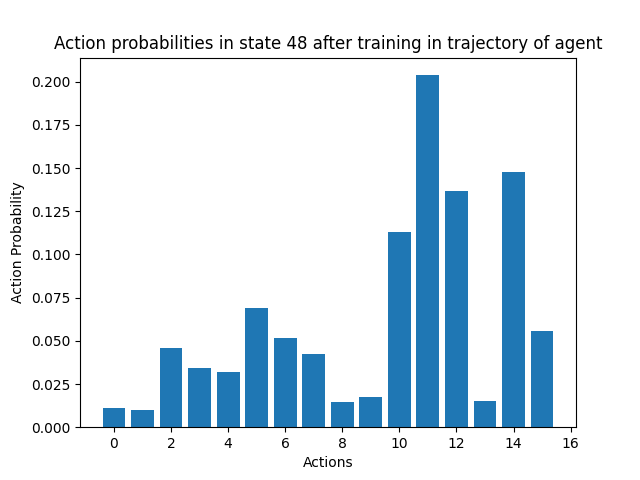 Action probabilities in state 48 after training in trajectory of agent
0.200
0.175
0.150
0.125
0.100
0.075
0.050
0.025
0.000
Action Probability
0 2 4 6 8 10 12 14 16
Actions